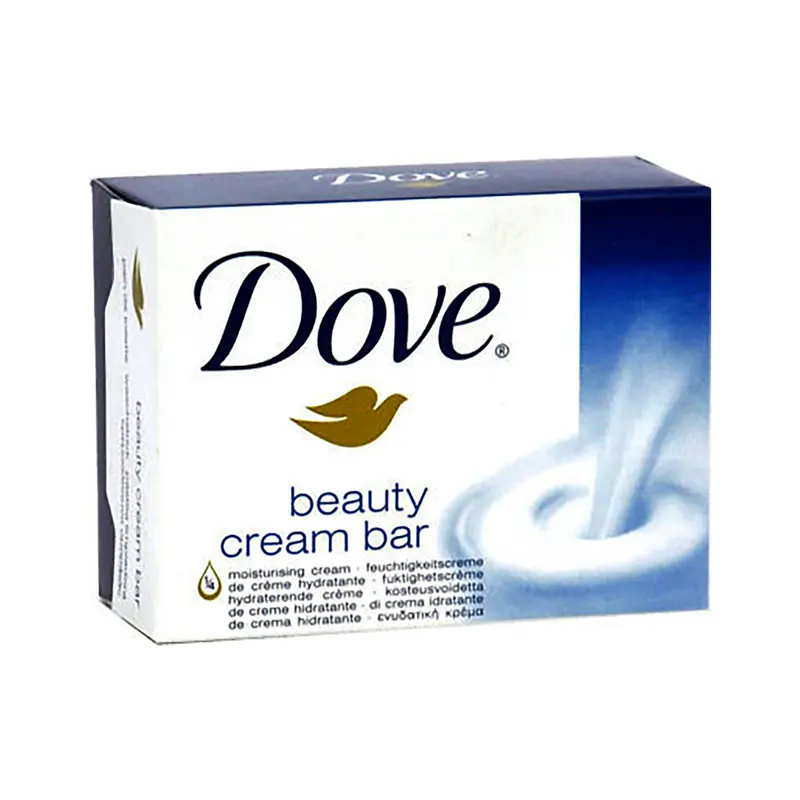 Dove
Dove®
beauty
cream bar
¼
moisturising cream · feuchtigkeitscreme
de crème hydratante · fuktighetscrème
hydraterende crème · kosteusvoidetta
de creme hidratante · di crema idratante
de crema hidratante · ενυδατική κρέμα
beauty cream bar